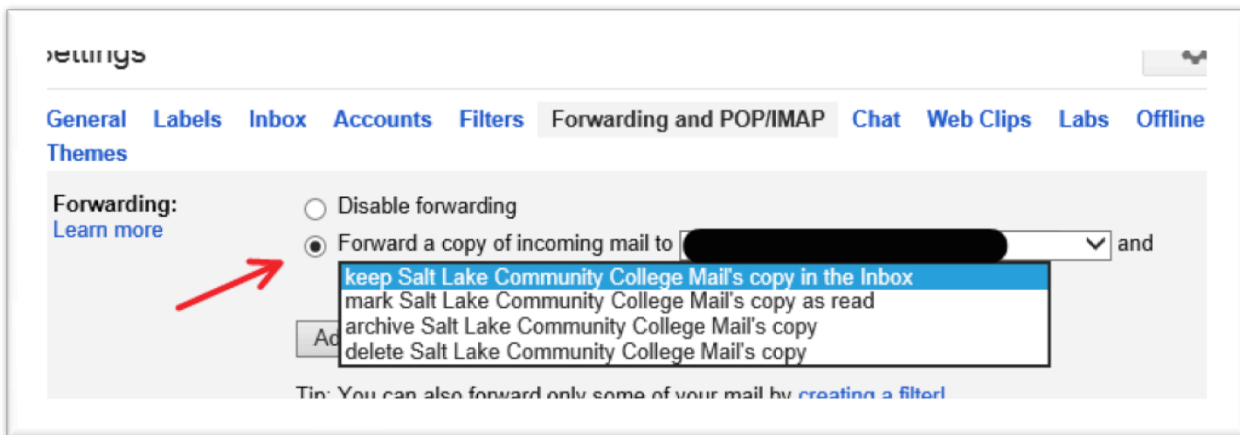 Settings
General Labels Inbox Accounts Filters Forwarding and POP/IMAP Chat Web Clips Labs Offline
Themes
Forwarding:
Learn more
Disable forwarding
Forward a copy of incoming mail to and
keep Salt Lake Community College Mail's copy in the Inbox
mark Salt Lake Community College Mail's copy as read
archive Salt Lake Community College Mail's copy
delete Salt Lake Community College Mail's copy
Tip: You can also forward only some of your mail by creating a filter!